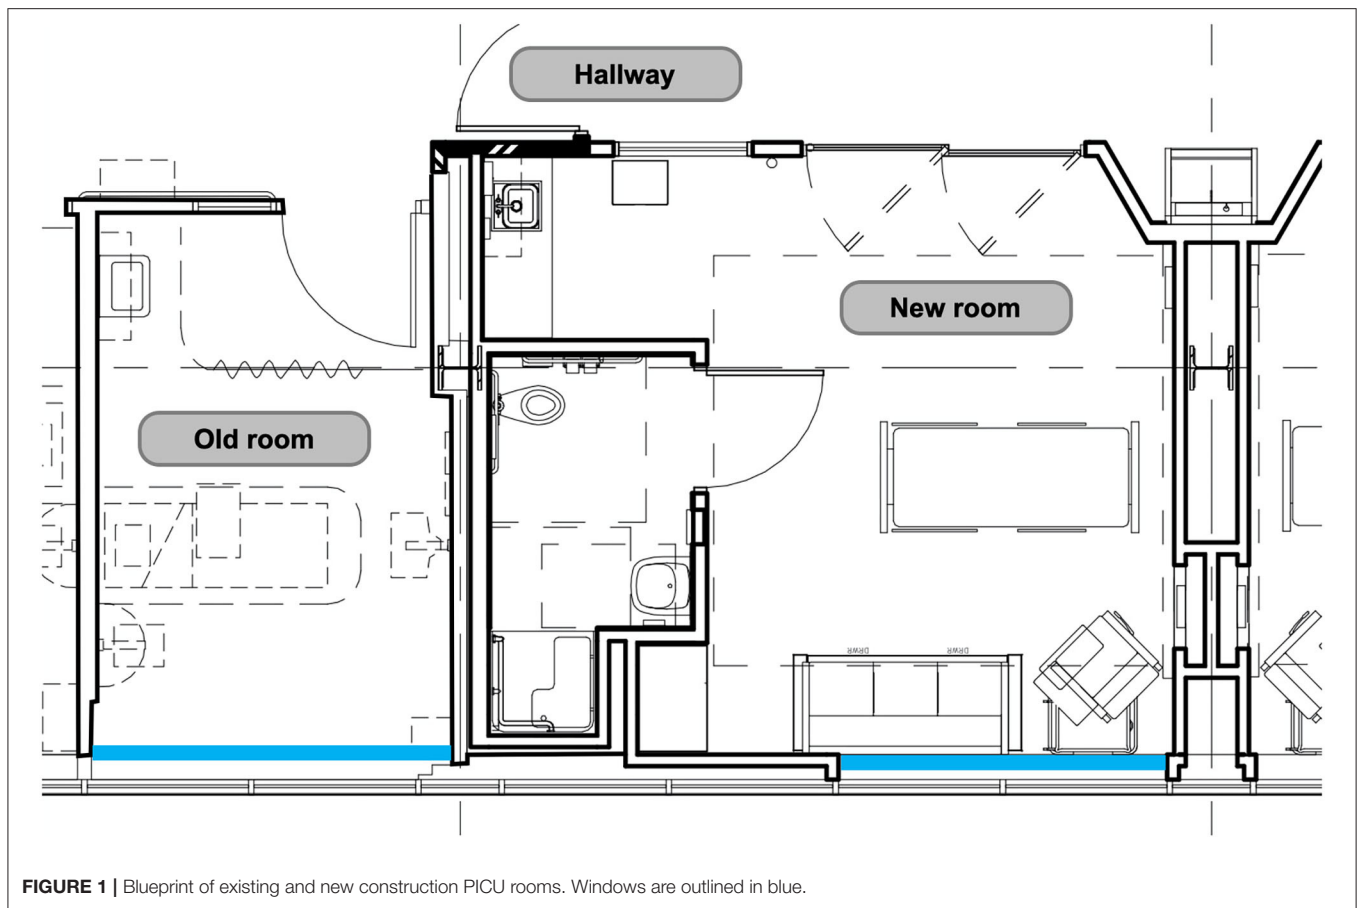 Hallway
New room
Old room
DRWR DRWR
FIGURE 1 | Blueprint of existing and new construction PICU rooms. Windows are outlined in blue.